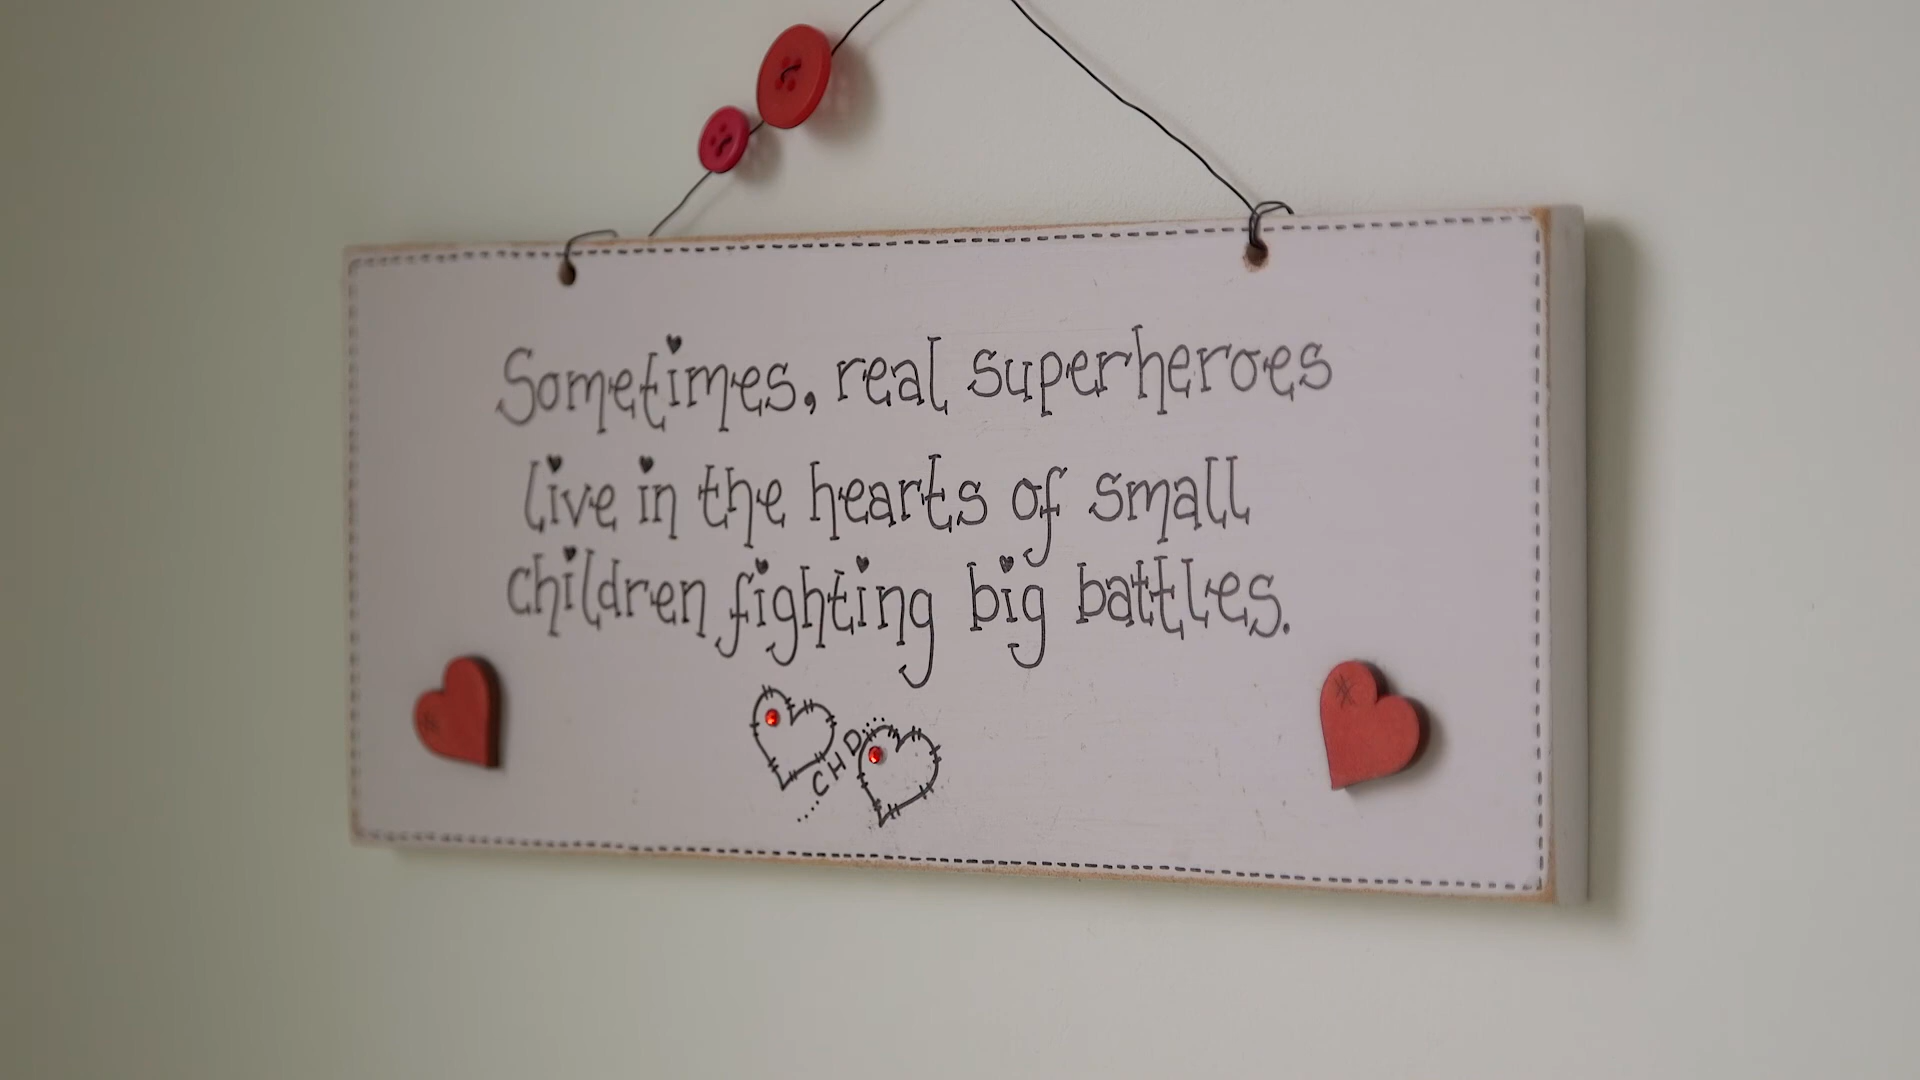 Sometimes, real superheroes
live in the hearts of small
children fighting big battles.
...CHD...